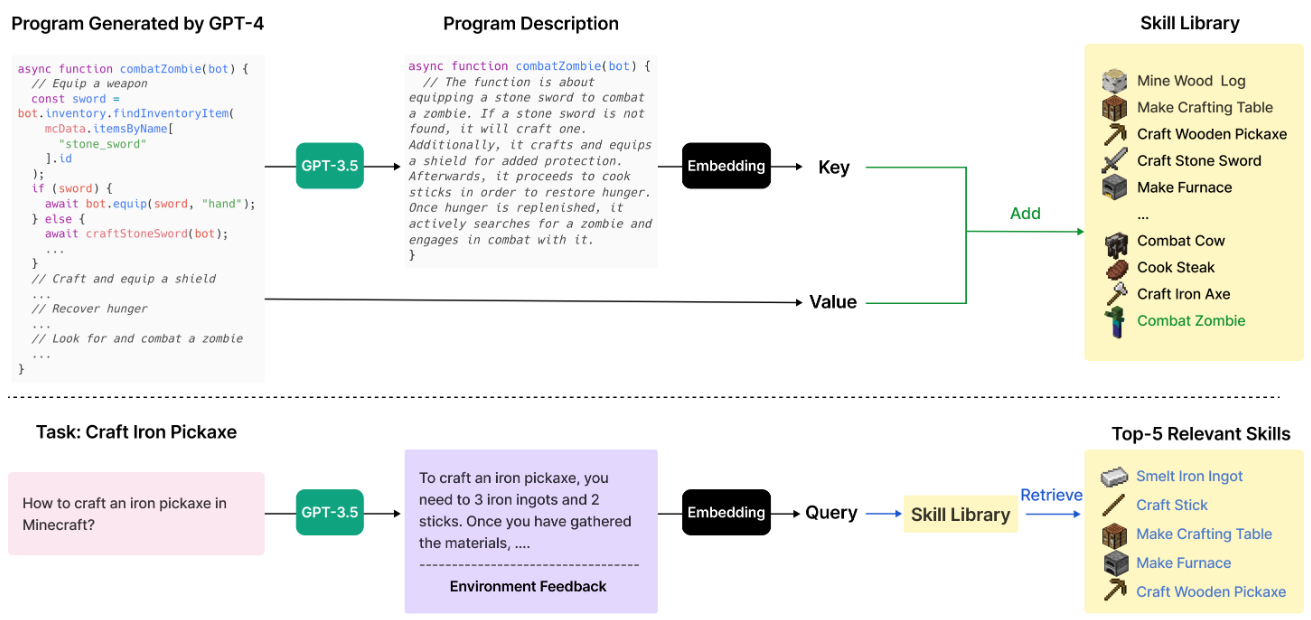 Program Generated by GPT-4
async function combatZombie(bot) {
// Equip a weapon
const sword =
bot.inventory.findInventoryItem(
mcData.itemsByName[
"stone_sword"
].id
);
if (sword) {
await bot.equip(sword, "hand");
} else {
await craftStoneSword(bot);
...
}
// Craft and equip a shield
...
// Recover hunger
...
// Look for and combat a zombie
...
}
GPT-3.5
Program Description
async function combatZombie(bot) {
// The function is about
equipping a stone sword to combat
a zombie. If a stone sword is not
found, it will craft one.
Additionally, it crafts and equips
a shield for added protection.
Afterwards, it proceeds to cook
sticks in order to restore hunger.
Once hunger is replenished, it
actively searches for a zombie and
engages in combat with it.
}
Embedding
Key
Value
Add
Skill Library
Mine Wood Log
Make Crafting Table
Craft Wooden Pickaxe
Craft Stone Sword
Make Furnace
...
Combat Cow
Cook Steak
Craft Iron Axe
Combat Zombie
Task: Craft Iron Pickaxe
How to craft an iron pickaxe in
Minecraft?
GPT-3.5
To craft an iron pickaxe, you
need to 3 iron ingots and 2
sticks. Once you have gathered
the materials, ....
Environment Feedback
Embedding
Query
Skill Library
Retrieve
Top-5 Relevant Skills
Smelt Iron Ingot
Craft Stick
Make Crafting Table
Make Furnace
Craft Wooden Pickaxe